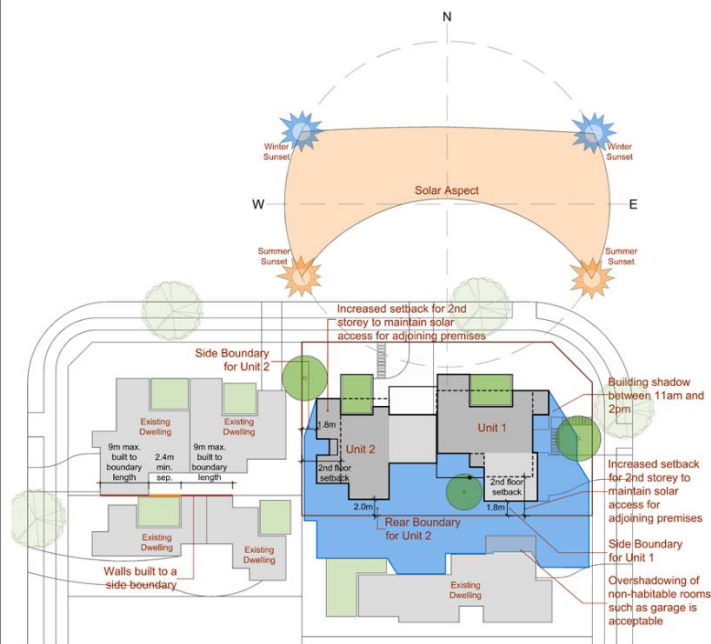 N
Winter
Sunset
Winter
Sunset
Solar Aspect
W
E
Summer
Sunset
Summer
Sunset
Increased setback for 2nd
storey to maintain solar
access for adjoining premises
Side Boundary
for Unit 2
Building shadow
between 11am and
2pm
Existing
Dwelling
Existing
Dwelling
1.8m
Unit 2
Unit 1
9m max.
built to
boundary
length
2.4m
min.
sep.
9m max.
built to
boundary
length
2nd floor
setback
2nd floor
setback
Increased setback
for 2nd storey to
maintain solar
access for
adjoining premises
2.0m
Rear Boundary
for Unit 2
1.8m
Side Boundary
for Unit 1
Existing
Dwelling
Existing
Dwelling
Walls built to a
side boundary
Existing
Dwelling
Overshadowing of
non-habitable rooms
such as garage is
acceptable